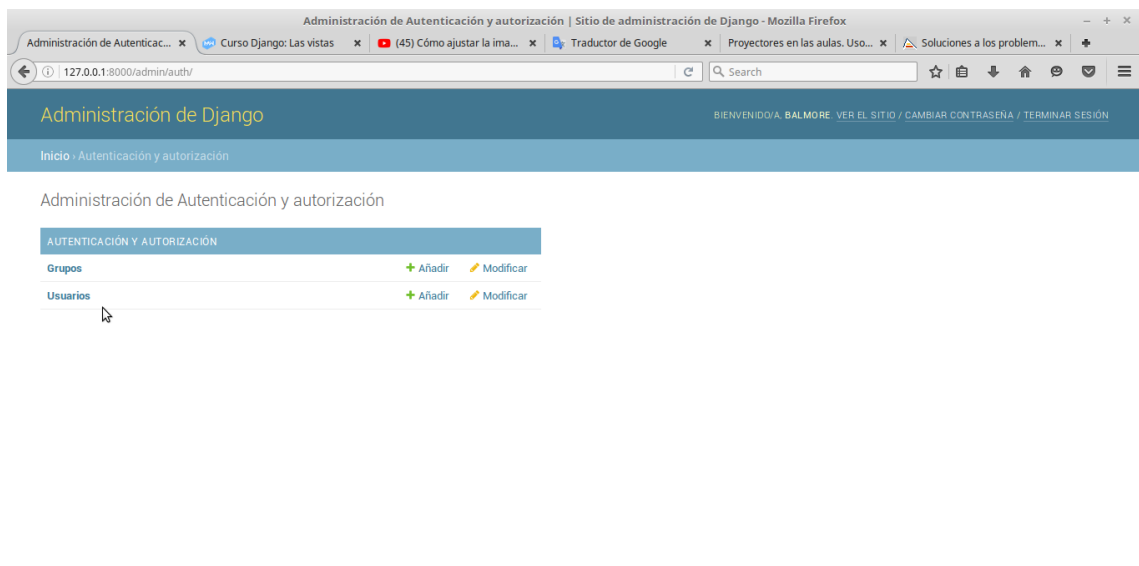 Administración de Autenticación y autorización | Sitio de administración de Django - Mozilla Firefox
Administración de Autenticac... Curso Django: Las vistas (45) Cómo ajustar la ima... Traductor de Google Proyectores en las aulas. Uso... Soluciones a los problem...
127.0.0.1:8000/admin/auth/ Search
Administración de Django BIENVENIDO/A, BALMORE. VER EL SITIO / CAMBIAR CONTRASEÑA / TERMINAR SESIÓN
Inicio › Autenticación y autorización
Administración de Autenticación y autorización
AUTENTICACIÓN Y AUTORIZACIÓN
Grupos Añadir Modificar
Usuarios Añadir Modificar